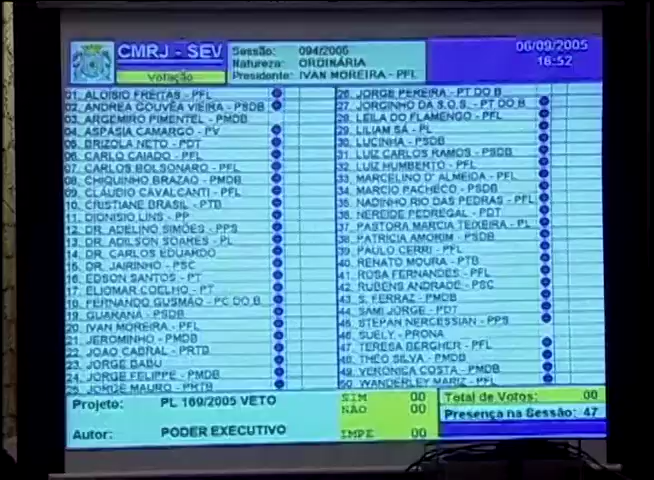 CMRJ - SEV
Votação
Sessão: 094/2005
Natureza: ORDINÁRIA
Presidente: IVAN MOREIRA - PFL
06/09/2005
16:52
01. ALOISIO FREITAS - PFL
02. ANDREA GOUVÊA VIEIRA - PSDB
03. ARGEMIRO PIMENTEL - PMDB
04. ASPÁSIA CAMARGO - PV
05. BRIZOLA NETO - PDT
06. CARLO CAIADO - PFL
07. CARLOS BOLSONARO - PFL
08. CHIQUINHO BRAZÃO - PMDB
09. CLÁUDIO CAVALCANTI - PFL
10. CRISTIANE BRASIL - PTB
11. DIONISIO LINS - PP
12. DR. ADELINO SIMÕES - PPS
13. DR. ADILSON SOARES - PL
14. DR. CARLOS EDUARDO
15. DR. JAIRINHO - PSC
16. EDSON SANTOS - PT
17. ELIOMAR COELHO - PT
18. FERNANDO GUSMÃO - PC DO B
19. GUARANÁ - PSDB
20. IVAN MOREIRA - PFL
21. JEROMINHO - PMDB
22. JOÃO CABRAL - PRTB
23. JORGE BABU
24. JORGE FELIPPE - PMDB
25. JORGE MAURO - PRTB
26. JORGE PEREIRA - PT DO B
27. JORGINHO DA S.O.S. - PT DO B
28. LEILA DO FLAMENGO - PFL
29. LILIAM SÁ - PL
30. LUCINHA - PSDB
31. LUIZ CARLOS RAMOS - PSDB
32. LUIZ HUMBERTO - PFL
33. MARCELINO D' ALMEIDA - PFL
34. MARCIO PACHECO - PSDB
35. NADINHO RIO DAS PEDRAS - PFL
36. NEREIDE PEDREGAL - PDT
37. PASTORA MARCIA TEIXEIRA - PL
38. PATRICIA AMORIM - PSDB
39. PAULO CERRI - PFL
40. RENATO MOURA - PTB
41. ROSA FERNANDES - PFL
42. RUBENS ANDRADE - PSC
43. S. FERRAZ - PMDB
44. SAMI JORGE - PDT
45. STEPAN NERCESSIAN - PPS
46. SUELY - PRONA
47. TERESA BERGHER - PFL
48. THEO SILVA - PMDB
49. VERÔNICA COSTA - PMDB
50. WANDERLEY MARIZ - PFL
Projeto: PL 169/2005 VETO
Autor: PODER EXECUTIVO
SIM 00
NÃO 00
IMPE 00
Total de Votos: 00
Presença na Sessão: 47